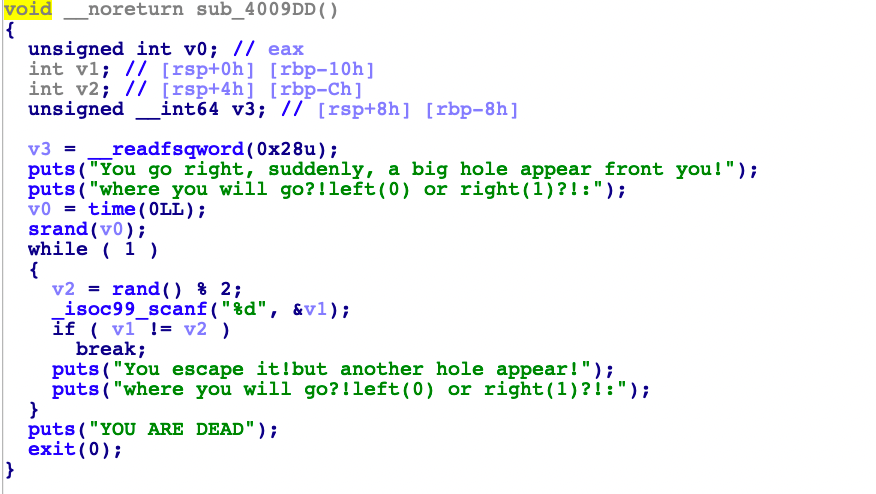 void __noreturn sub_4009DD()
{
  unsigned int v0; // eax
  int v1; // [rsp+0h] [rbp-10h]
  int v2; // [rsp+4h] [rbp-Ch]
  unsigned __int64 v3; // [rsp+8h] [rbp-8h]

  v3 = __readfsqword(0x28u);
  puts("You go right, suddenly, a big hole appear front you!");
  puts("where you will go?!left(0) or right(1)?!:");
  v0 = time(0LL);
  srand(v0);
  while ( 1 )
  {
    v2 = rand() % 2;
    _isoc99_scanf("%d", &v1);
    if ( v1 != v2 )
      break;
    puts("You escape it!but another hole appear!");
    puts("where you will go?!left(0) or right(1)?!:");
  }
  puts("YOU ARE DEAD");
  exit(0);
}